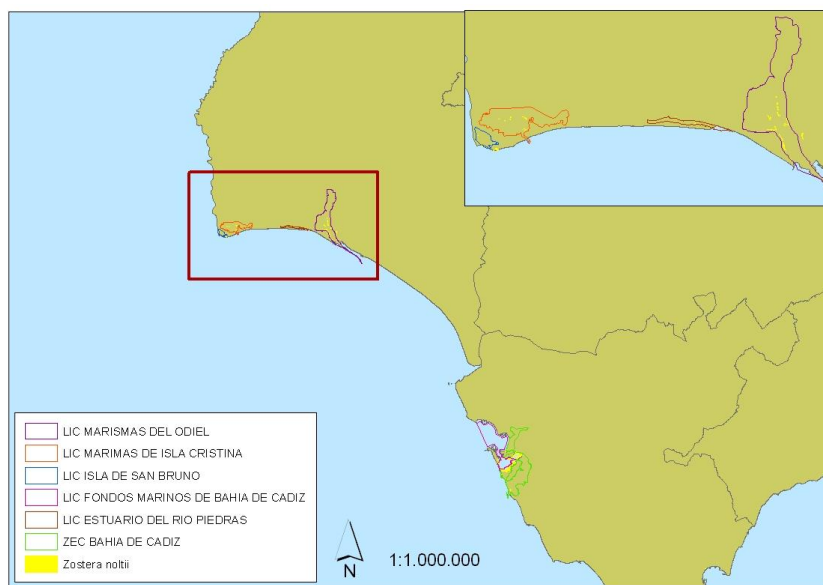 LIC MARISMAS DEL ODIEL
LIC MARIMAS DE ISLA CRISTINA
LIC ISLA DE SAN BRUNO
LIC FONDOS MARINOS DE BAHIA DE CADIZ
LIC ESTUARIO DEL RIO PIEDRAS
ZEC BAHIA DE CADIZ
Zostera noltii
N
1:1.000.000